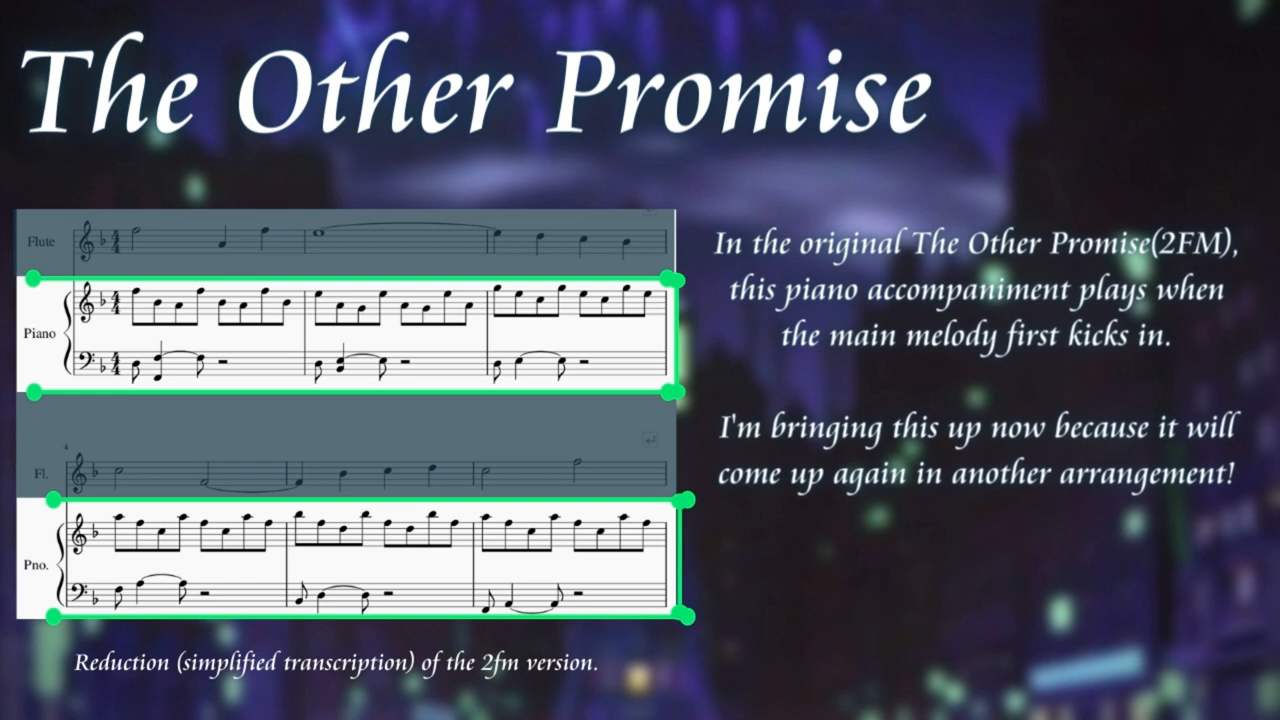 The Other Promise
Flute
Piano
4
Fl.
Pno.
In the original The Other Promise(2FM),
this piano accompaniment plays when
the main melody first kicks in.
I'm bringing this up now because it will
come up again in another arrangement!
Reduction (simplified transcription) of the 2fm version.